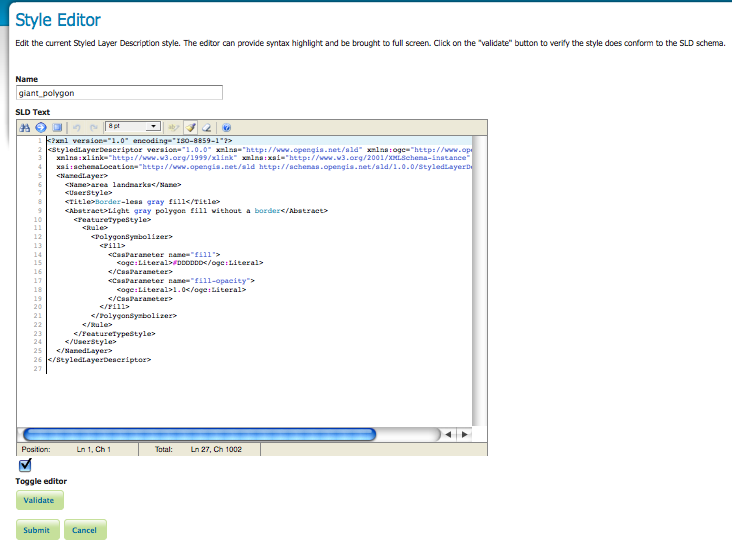 Style Editor
Edit the current Styled Layer Description style. The editor can provide syntax highlight and be brought to full screen. Click on the "validate" button to verify the style does conform to the SLD schema.
Name
giant_polygon
SLD Text
8 pt
1 <?xml version="1.0" encoding="ISO-8859-1"?>
2 <StyledLayerDescriptor version="1.0.0" xmlns="http://www.opengis.net/sld" xmlns:ogc="http://www.ope
3 xmlns:xlink="http://www.w3.org/1999/xlink" xmlns:xsi="http://www.w3.org/2001/XMLSchema-instance"
4 xsi:schemaLocation="http://www.opengis.net/sld http://schemas.opengis.net/sld/1.0.0/StyledLayerDe
5 <NamedLayer>
6 <Name>area landmarks</Name>
7 <UserStyle>
8 <Title>Border-less gray fill</Title>
9 <Abstract>Light gray polygon fill without a border</Abstract>
10 <FeatureTypeStyle>
11 <Rule>
12 <PolygonSymbolizer>
13 <Fill>
14 <CssParameter name="fill">
15 <ogc:Literal>#DDDDDD</ogc:Literal>
16 </CssParameter>
17 <CssParameter name="fill-opacity">
18 <ogc:Literal>1.0</ogc:Literal>
19 </CssParameter>
20 </Fill>
21 </PolygonSymbolizer>
22 </Rule>
23 </FeatureTypeStyle>
24 </UserStyle>
25 </NamedLayer>
26 </StyledLayerDescriptor>
27
Position: Ln 1, Ch 1 Total: Ln 27, Ch 1002
Toggle editor
Validate
Submit Cancel